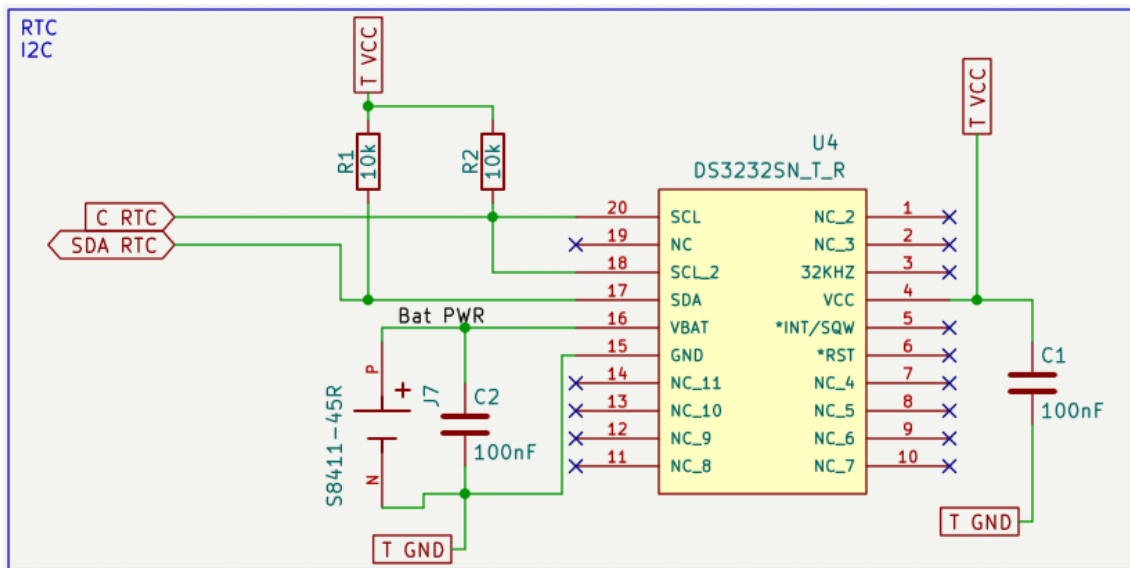 RTC
I2C
T VCC
T VCC
R1
10k
R2
10k
U4
DS3232SN_T_R
C RTC
SDA RTC
20
SCL
NC_2
1
19
NC
NC_3
2
18
SCL_2
32KHZ
3
17
SDA
VCC
4
Bat PWR
16
VBAT
*INT/SQW
5
15
GND
*RST
6
14
NC_11
NC_4
7
13
NC_10
NC_5
8
12
NC_9
NC_6
9
11
NC_8
NC_7
10
P
+
N
S8411-45R
J7
C2
100nF
C1
100nF
T GND
T GND